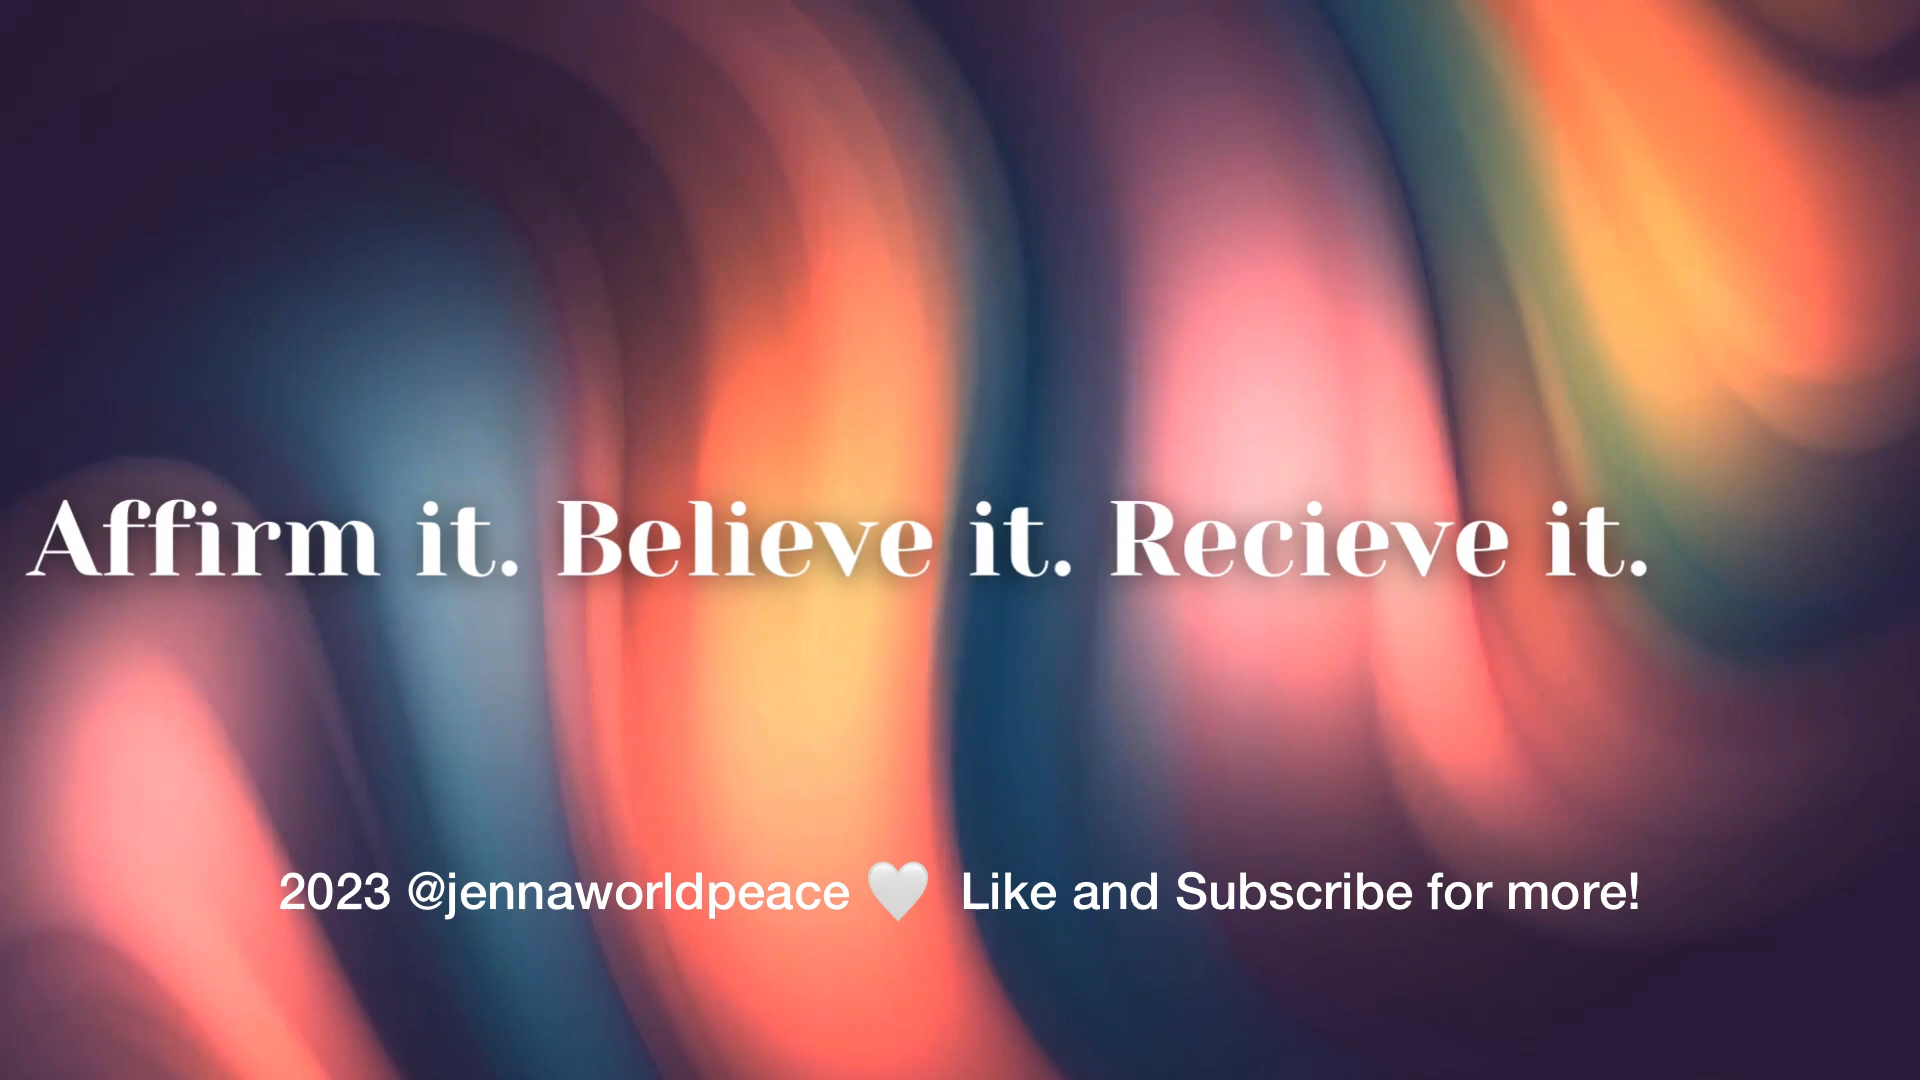 Affirm it. Believe it. Recieve it.
2023 @jennaworldpeace 🤍 Like and Subscribe for more!